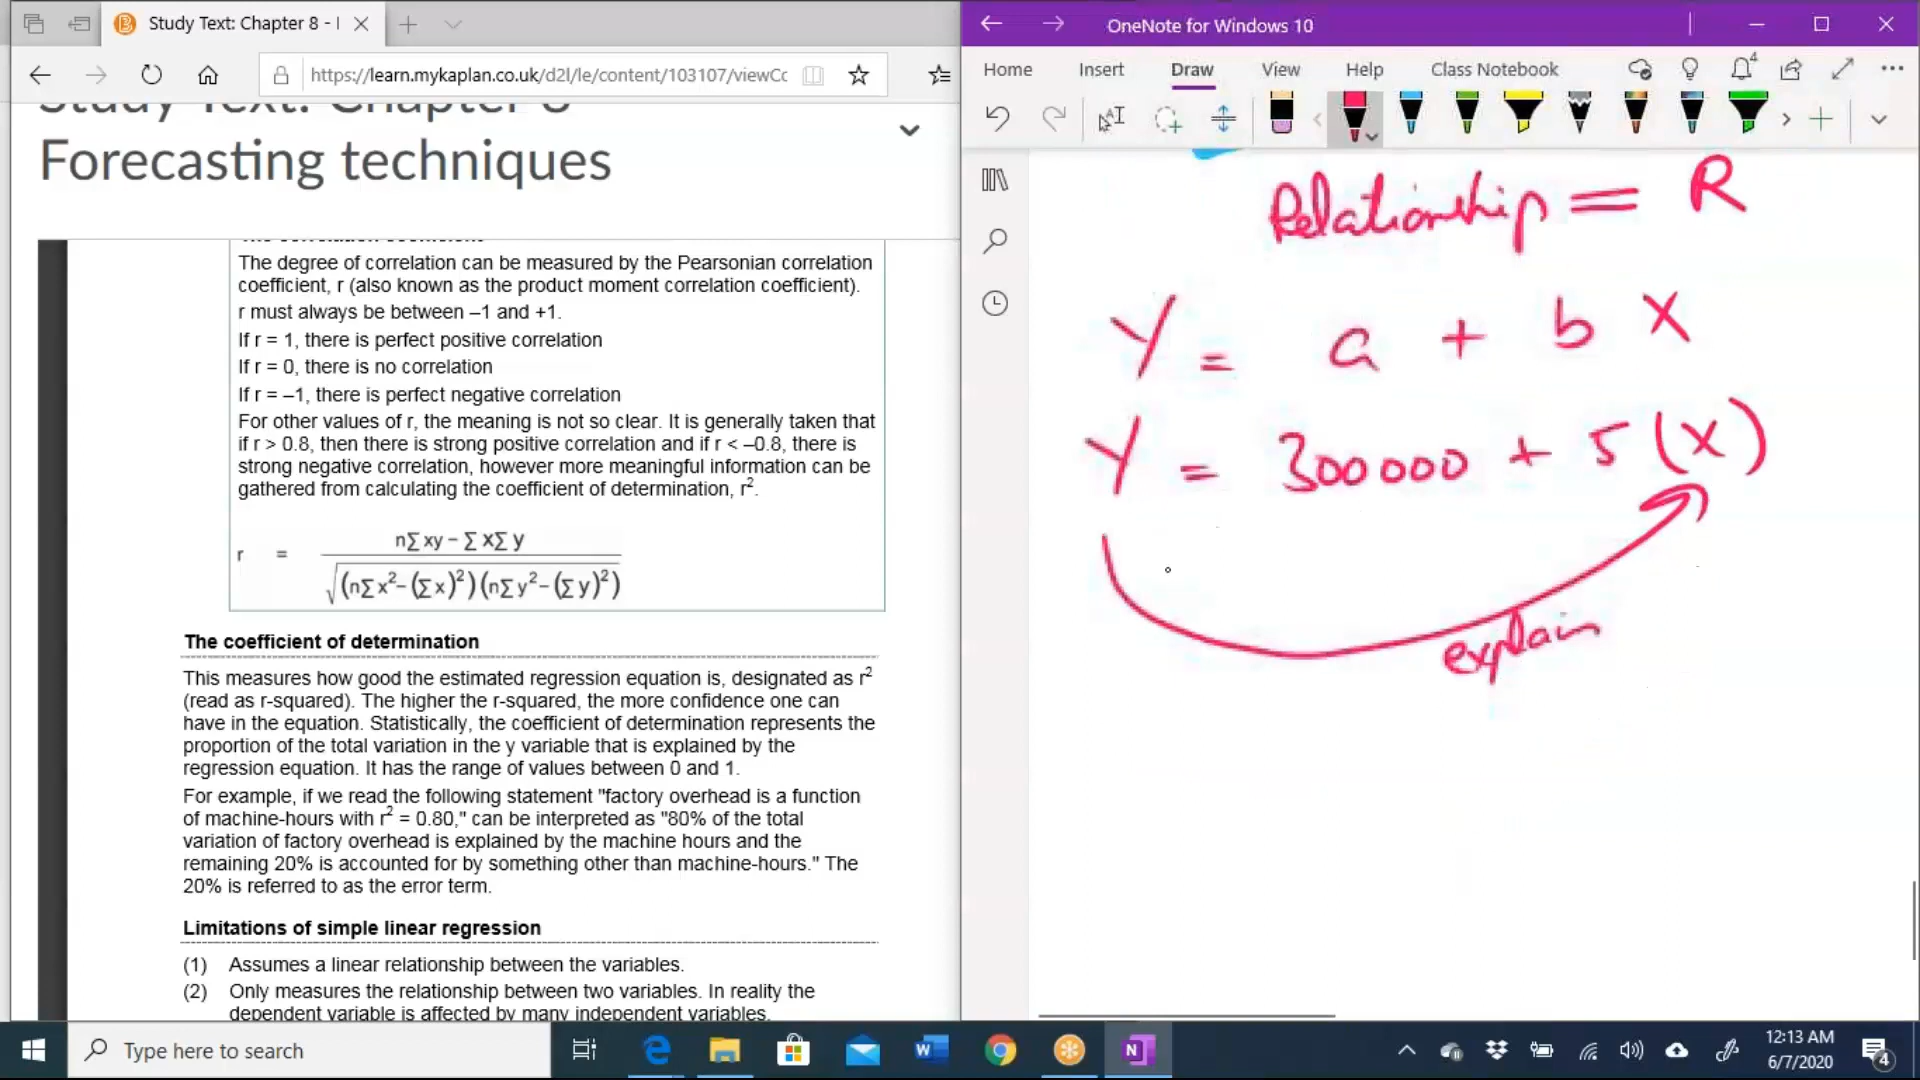 Study Text: Chapter 8 - I
https://learn.mykaplan.co.uk/d2l/le/content/103107/viewCc
Study Text: Chapter 8
Forecasting techniques
The degree of correlation can be measured by the Pearsonian correlation
coefficient, r (also known as the product moment correlation coefficient).
r must always be between –1 and +1.
If r = 1, there is perfect positive correlation
If r = 0, there is no correlation
If r = –1, there is perfect negative correlation
For other values of r, the meaning is not so clear. It is generally taken that
if r > 0.8, then there is strong positive correlation and if r < –0.8, there is
strong negative correlation, however more meaningful information can be
gathered from calculating the coefficient of determination, r².
n∑ xy – ∑ x∑ y
r =
√(n∑x²–(∑x)²)(n∑y²–(∑y)²)
The coefficient of determination
This measures how good the estimated regression equation is, designated as r²
(read as r-squared). The higher the r-squared, the more confidence one can
have in the equation. Statistically, the coefficient of determination represents the
proportion of the total variation in the y variable that is explained by the
regression equation. It has the range of values between 0 and 1.
For example, if we read the following statement "factory overhead is a function
of machine-hours with r² = 0.80," can be interpreted as "80% of the total
variation of factory overhead is explained by the machine hours and the
remaining 20% is accounted for by something other than machine-hours." The
20% is referred to as the error term.
Limitations of simple linear regression
(1) Assumes a linear relationship between the variables.
(2) Only measures the relationship between two variables. In reality the
dependent variable is affected by many independent variables.
OneNote for Windows 10
Home Insert Draw View Help Class Notebook
4
Relationship = R
Y = a + b X
Y = 300000 + 5 (X)
explain
Type here to search
12:13 AM
6/7/2020
4